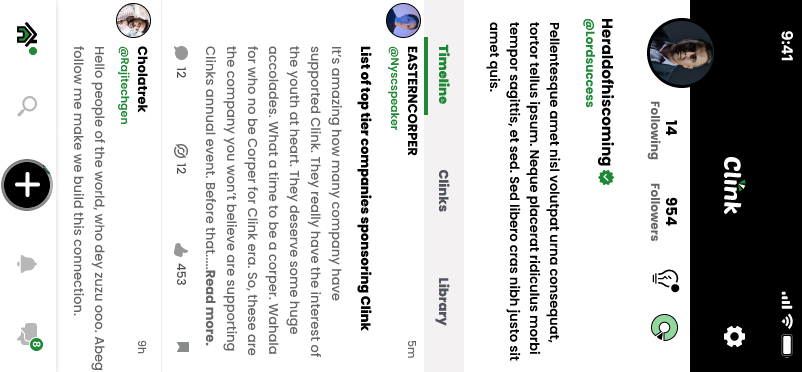 9:41
Clink
14
Following
954
Followers
Heraldofhiscoming
@Lordsuccess
Pellentesque amet nisl volutpat urna consequat,
tortor tellus ipsum. Neque placerat ridiculus morbi
tempor sagittis, et sed. Sed libero cras nibh justo sit
amet quis.
Timeline
Clinks
Library
EASTERNCORPER
@Nyscspeaker
5m
List of top tier companies sponsoring Clink
It's amazing how many company have
supported Clink. They really have the interest of
the youth at heart. They deserve some huge
accolades. What a time to be a corper. Wahala
for who no be Corper for Clink era. So, these are
the company you won't believe are supporting
Clinks annual event. Before that.....Read more.
12
12
453
Cholatrek
@Rajitechgen
9h
Hello people of the world, who dey zuzu ooo. Abeg
follow me make we build this connection.
8